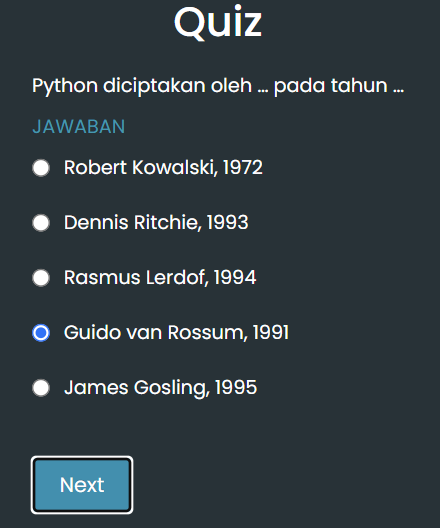 Quiz
Python diciptakan oleh ... pada tahun ...
JAWABAN
Robert Kowalski, 1972
Dennis Ritchie, 1993
Rasmus Lerdof, 1994
Guido van Rossum, 1991
James Gosling, 1995
Next